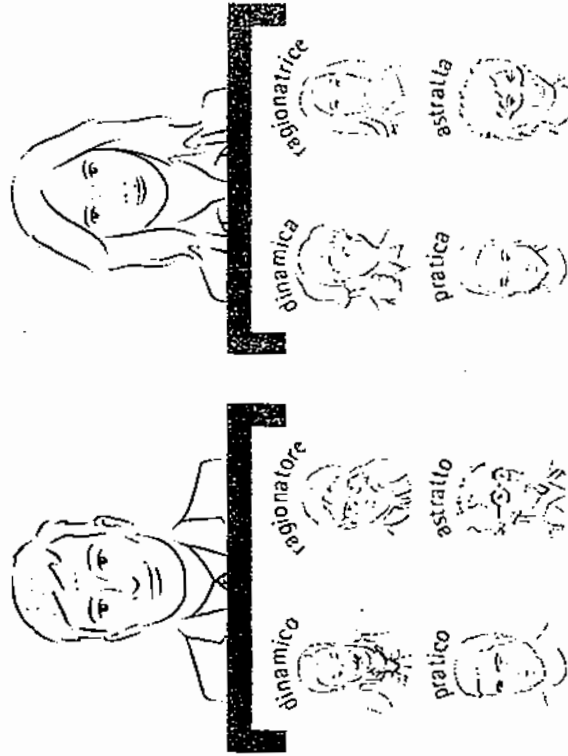 dinamico
ragionatore
pratico
astratto
dinamica
ragionatrice
pratica
astratta